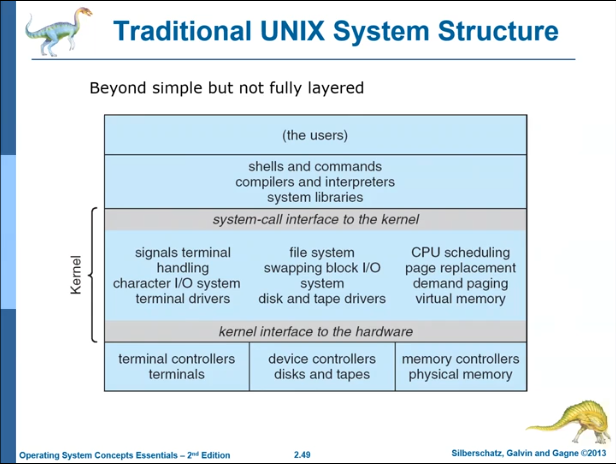 Traditional UNIX System Structure
Beyond simple but not fully layered
(the users)
shells and commands
compilers and interpreters
system libraries
system-call interface to the kernel
Kernel
signals terminal
handling
character I/O system
terminal drivers
file system
swapping block I/O
system
disk and tape drivers
CPU scheduling
page replacement
demand paging
virtual memory
kernel interface to the hardware
terminal controllers
terminals
device controllers
disks and tapes
memory controllers
physical memory
Operating System Concepts Essentials – 2nd Edition
2.49
Silberschatz, Galvin and Gagne ©2013